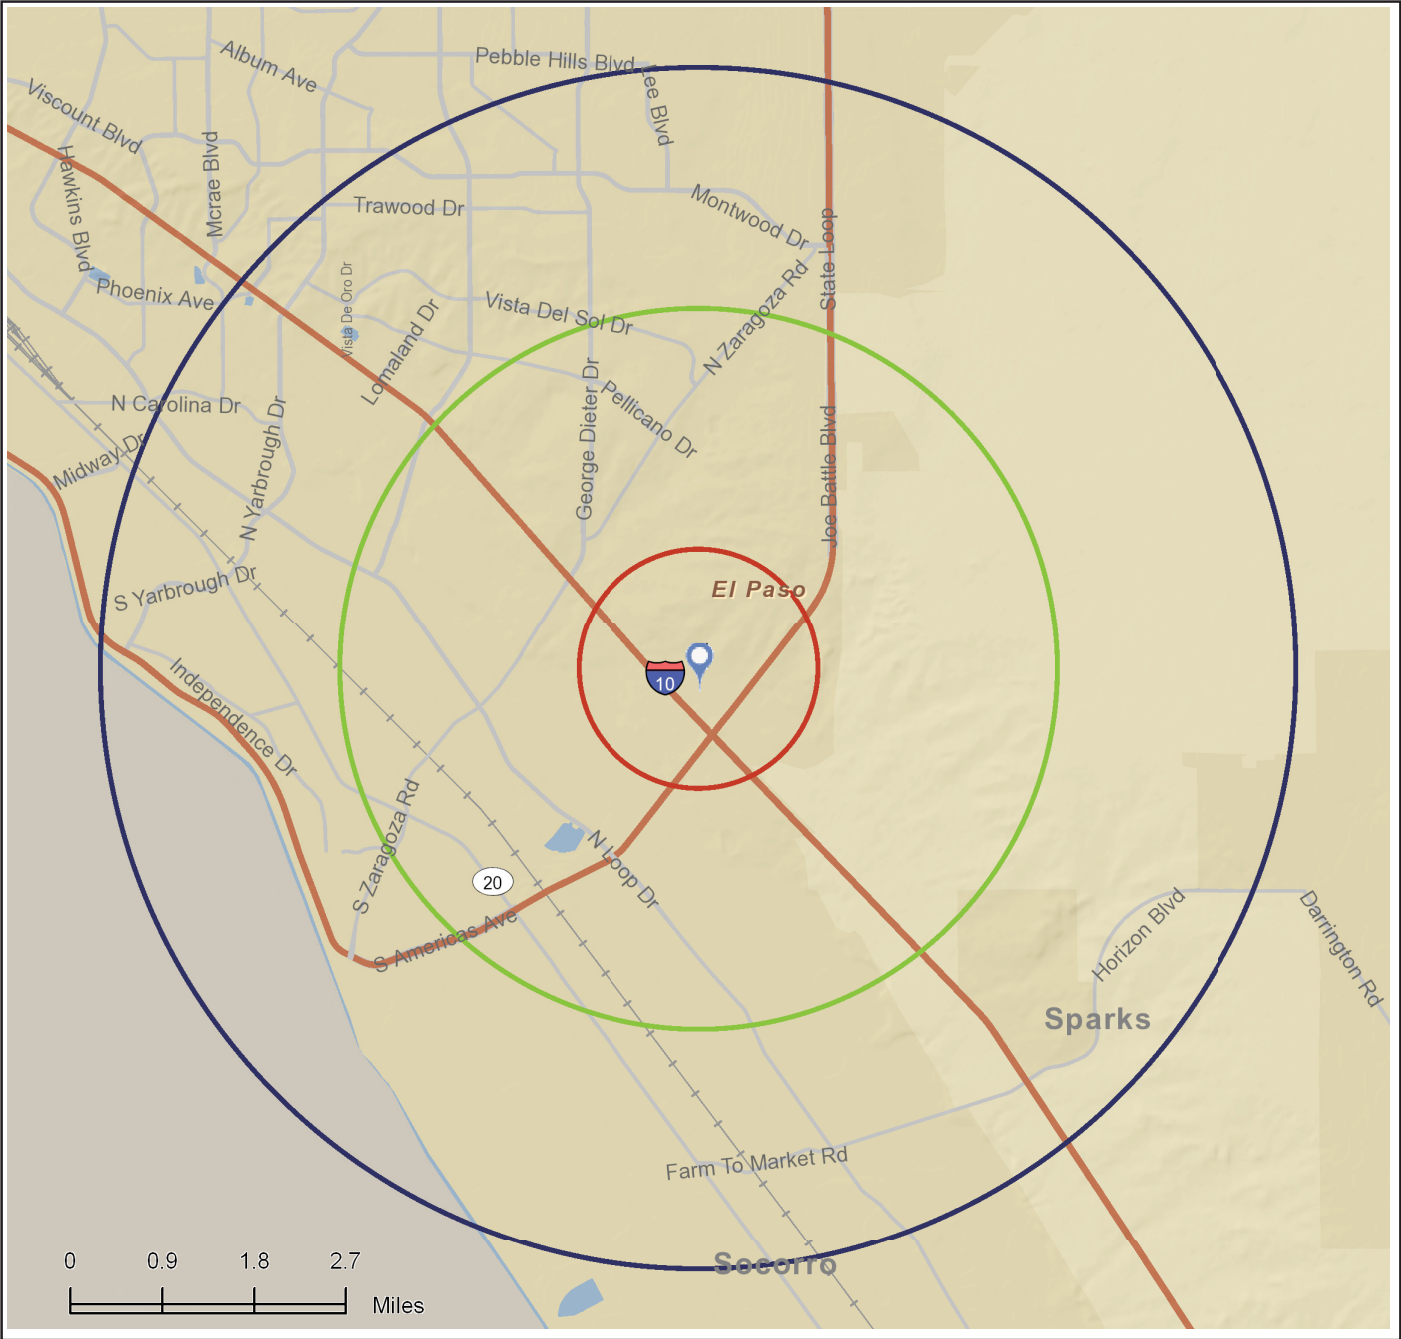 Pebble Hills Blvd
Album Ave
Viscount Blvd
Lee Blvd
Mcrae Blvd
Hawkins Blvd
Trawood Dr
Montwood Dr
State Loop
Phoenix Ave
Vista De Oro Dr
Lomaland Dr
Vista Del Sol Dr
N Zaragoza Rd
N Carolina Dr
Midway Dr
N Yarbrough Dr
George Dieter Dr
Pellicano Dr
Joe Battle Blvd
S Yarbrough Dr
El Paso
10
Independence Dr
S Zaragoza Rd
N Loop Dr
20
S Americas Ave
Horizon Blvd
Darrington Rd
Sparks
Farm To Market Rd
Socorro
0 0.9 1.8 2.7
Miles